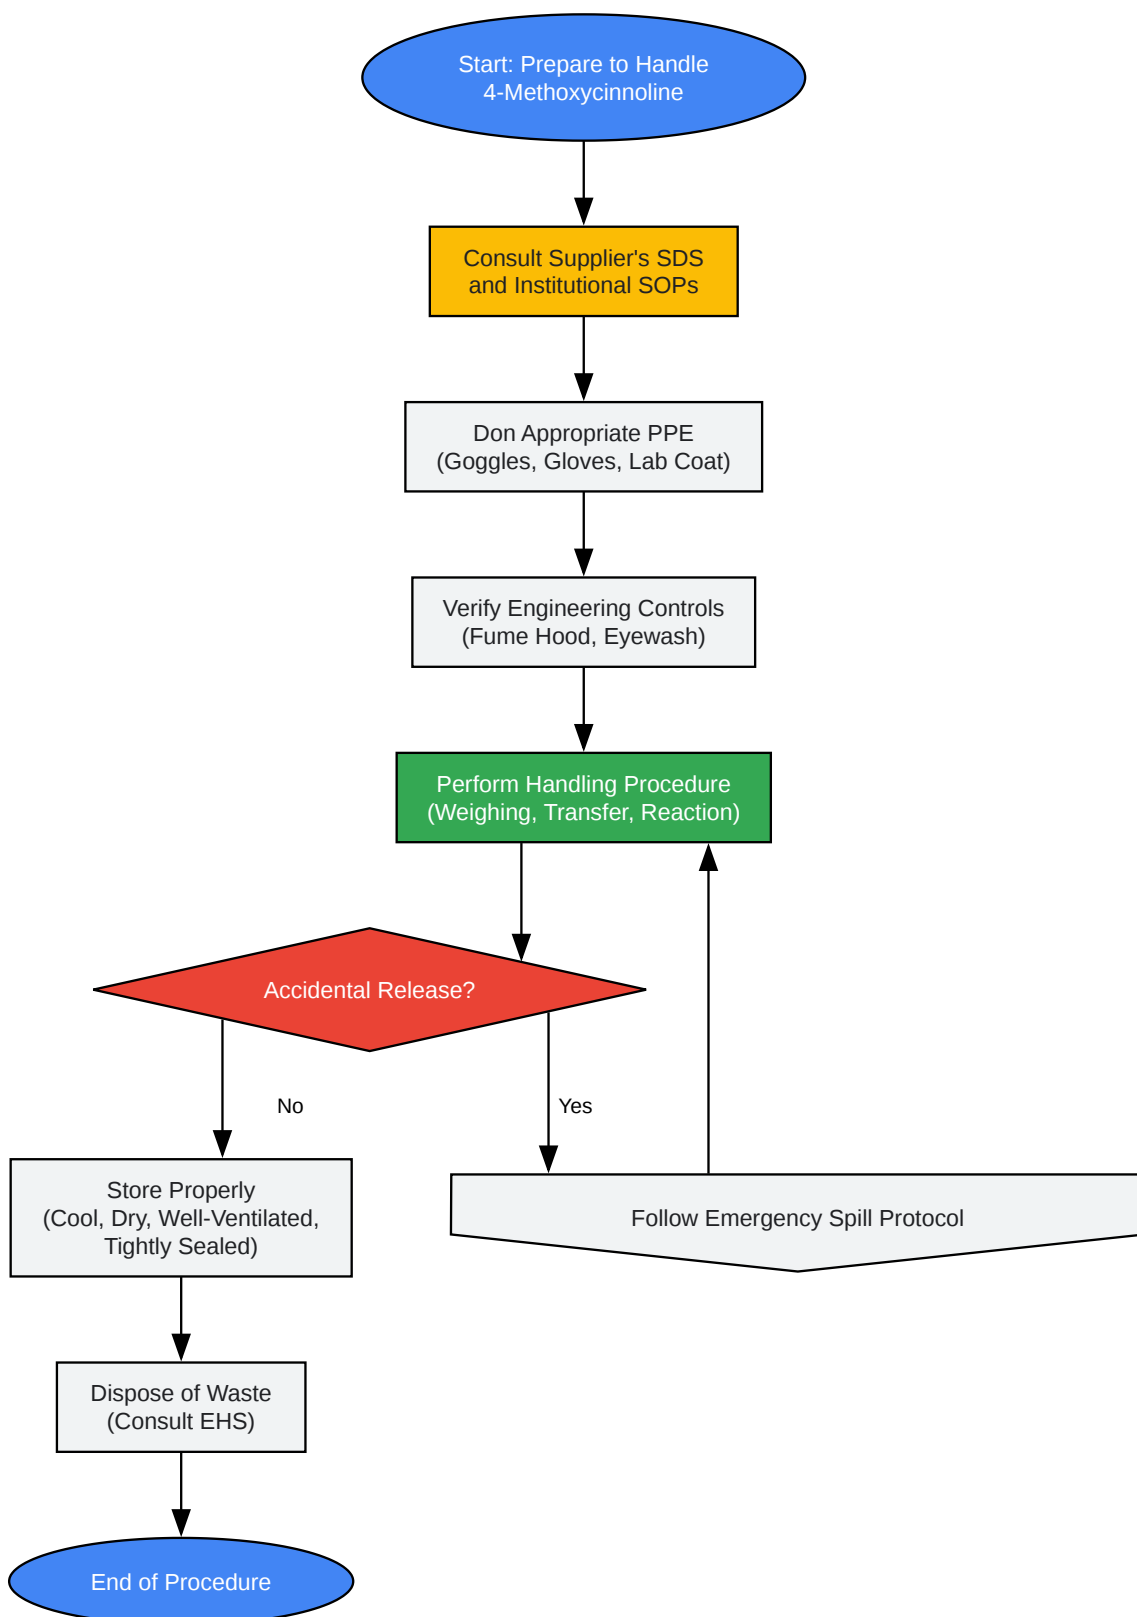 Start: Prepare to Handle
4-Methoxycinnoline
Consult Supplier's SDS
and Institutional SOPs
Don Appropriate PPE
(Goggles, Gloves, Lab Coat)
Verify Engineering Controls
(Fume Hood, Eyewash)
Perform Handling Procedure
(Weighing, Transfer, Reaction)
Accidental Release?
No
Yes
Store Properly
(Cool, Dry, Well-Ventilated,
Tightly Sealed)
Follow Emergency Spill Protocol
Dispose of Waste
(Consult EHS)
End of Procedure